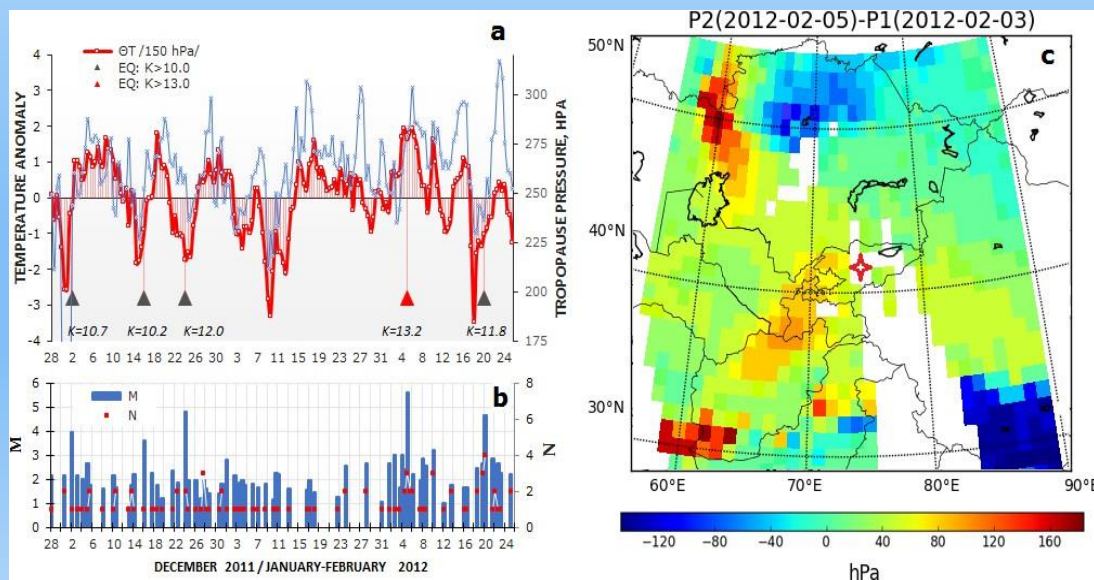 a
ΘT /150 hPa/
EQ: K>10.0
EQ: K>13.0
TEMPERATURE ANOMALY
4
3
2
1
0
-1
-2
-3
-4
TROPOPAUSE PRESSURE, HPA
300
275
250
225
200
175
K=10.7
K=10.2
K=12.0
K=13.2
K=11.8
28 2 6 10 14 18 22 26 30 3 7 11 15 19 23 27 31 4 8 12 16 20 24
b
M
N
M
6
5
4
3
2
1
0
N
8
6
4
2
0
28 2 6 10 14 18 22 26 30 3 7 11 15 19 23 27 31 4 8 12 16 20 24
DECEMBER 2011 / JANUARY-FEBRUARY 2012
P2(2012-02-05)-P1(2012-02-03)
c
50°N
40°N
30°N
60°E 70°E 80°E 90°E
−120 −80 −40 0 40 80 120 160
hPa